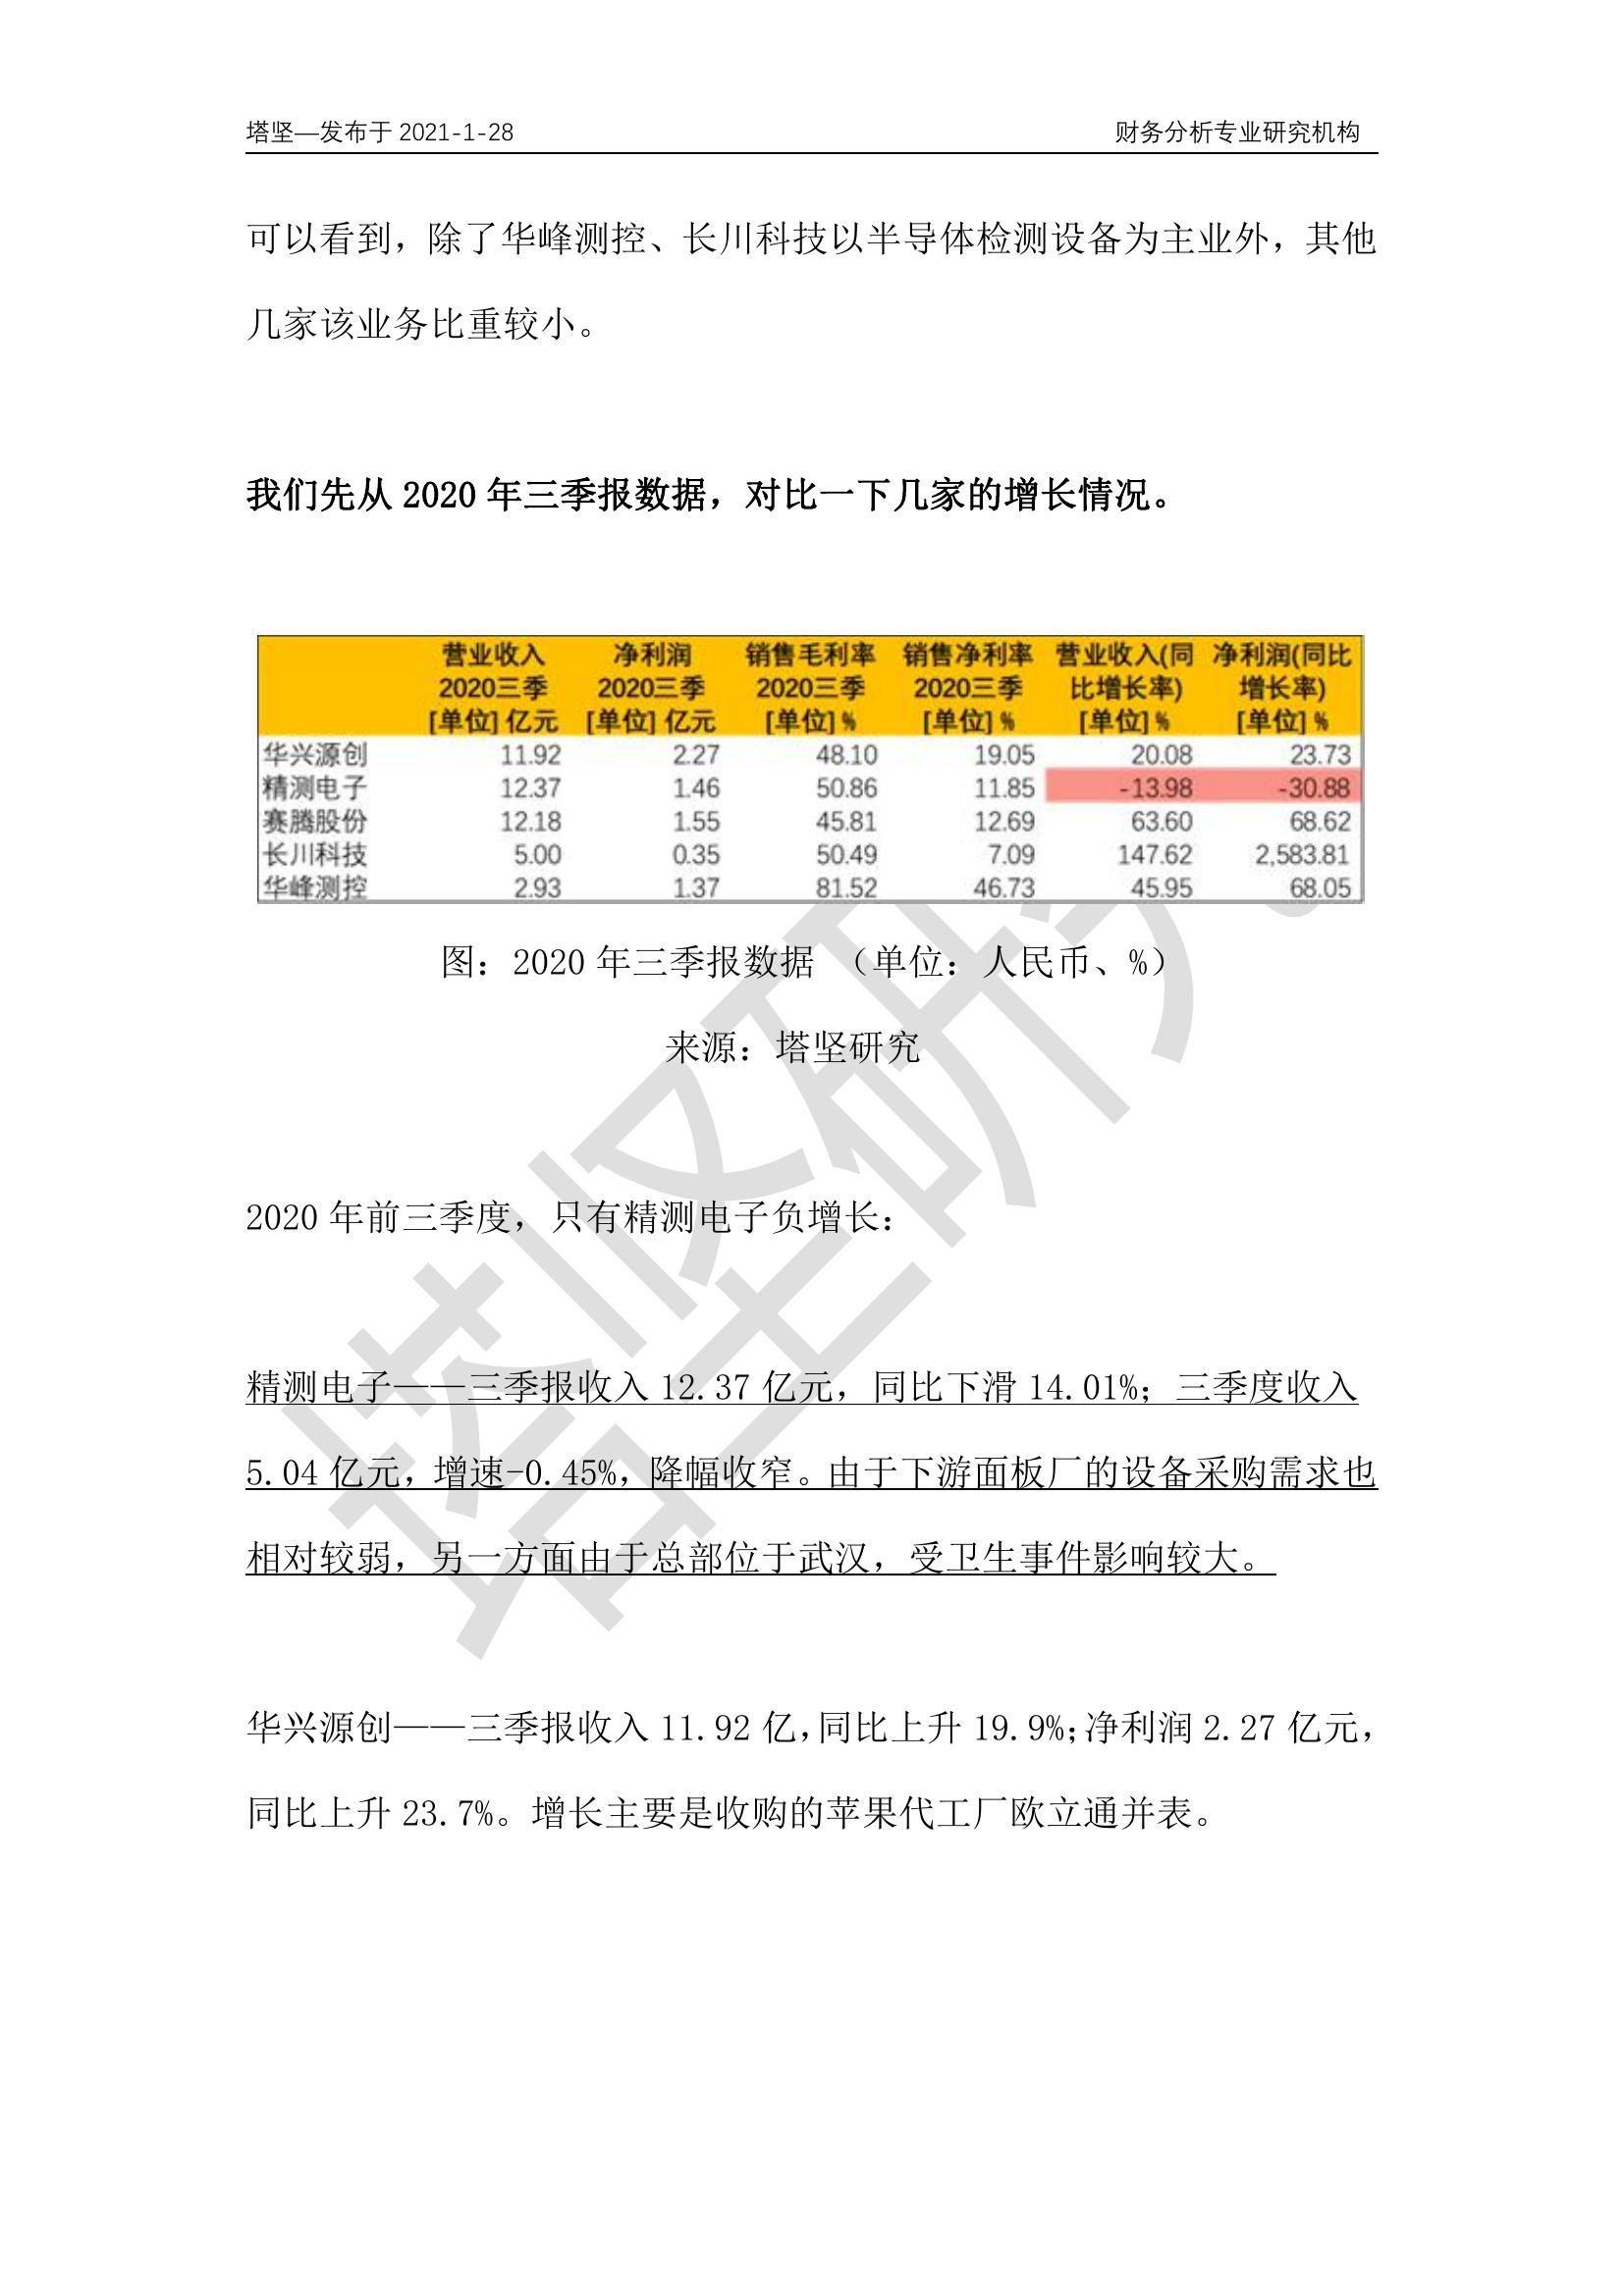 塔坚—发布于 2021-1-28 财务分析专业研究机构
可以看到，除了华峰测控、长川科技以半导体检测设备为主业外，其他
几家该业务比重较小。
我们先从 2020 年三季报数据，对比一下几家的增长情况。
营业收入 净利润 销售毛利率 销售净利率 营业收入(同 净利润(同比
2020三季 2020三季 2020三季 2020三季 比增长率) 增长率)
[单位] 亿元 [单位] 亿元 [单位] % [单位] % [单位] % [单位] %
华兴源创 11.92 2.27 48.10 19.05 20.08 23.73
精测电子 12.37 1.46 50.86 11.85 -13.98 -30.88
赛腾股份 12.18 1.55 45.81 12.69 63.60 68.62
长川科技 5.00 0.35 50.49 7.09 147.62 2,583.81
华峰测控 2.93 1.37 81.52 46.73 45.95 68.05
图：2020 年三季报数据 （单位：人民币、%）
来源：塔坚研究
2020 年前三季度，只有精测电子负增长：
精测电子——三季报收入 12.37 亿元，同比下滑 14.01%；三季度收入
5.04 亿元，增速-0.45%，降幅收窄。由于下游面板厂的设备采购需求也
相对较弱，另一方面由于总部位于武汉，受卫生事件影响较大。
华兴源创——三季报收入 11.92 亿，同比上升 19.9%；净利润 2.27 亿元，
同比上升 23.7%。增长主要是收购的苹果代工厂欧立通并表。
塔坚研究